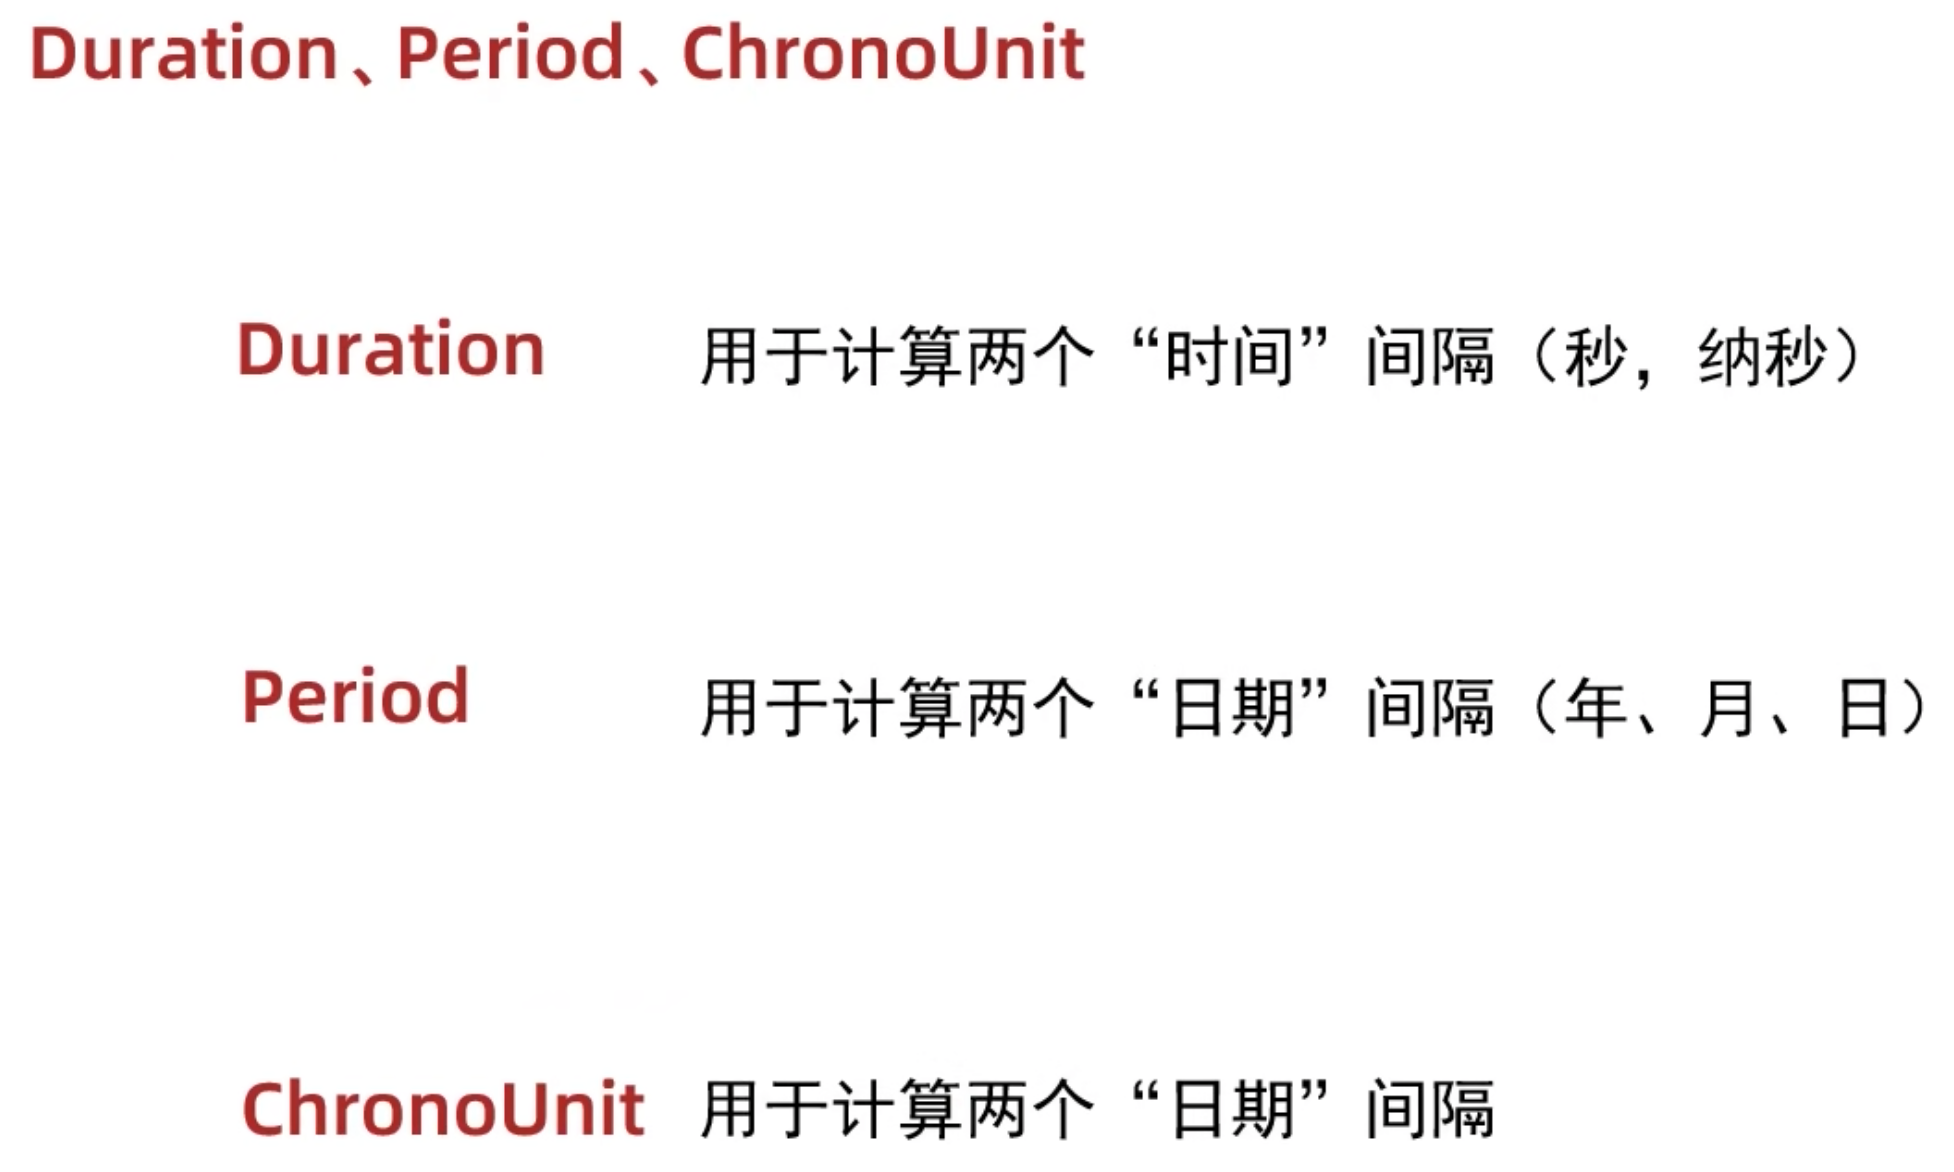 Duration、Period、ChronoUnit
Duration 用于计算两个“时间”间隔（秒，纳秒）
Period 用于计算两个“日期”间隔（年、月、日）
ChronoUnit 用于计算两个“日期”间隔